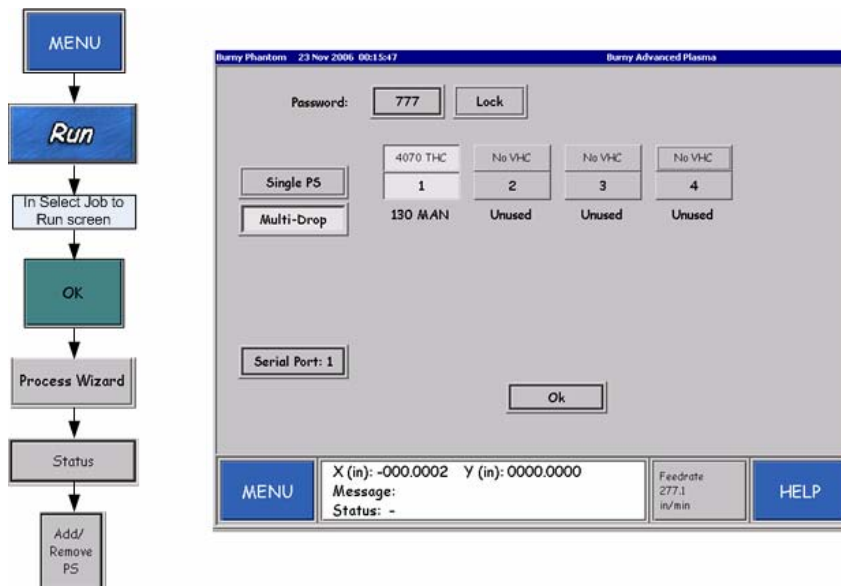 MENU
Run
In Select Job to
Run screen
OK
Process Wizard
Status
Add/
Remove
PS
Burny Phantom 23 Nov 2006 00:15:47 Burny Advanced Plasma
Password: 777 Lock
4070 THC No VHC No VHC No VHC
Single PS 1 2 3 4
Multi-Drop 130 MAN Unused Unused Unused
Serial Port: 1
Ok
MENU
X (in): -000.0002 Y (in): 0000.0000
Message:
Status: -
Feedrate
277.1
in/min
HELP